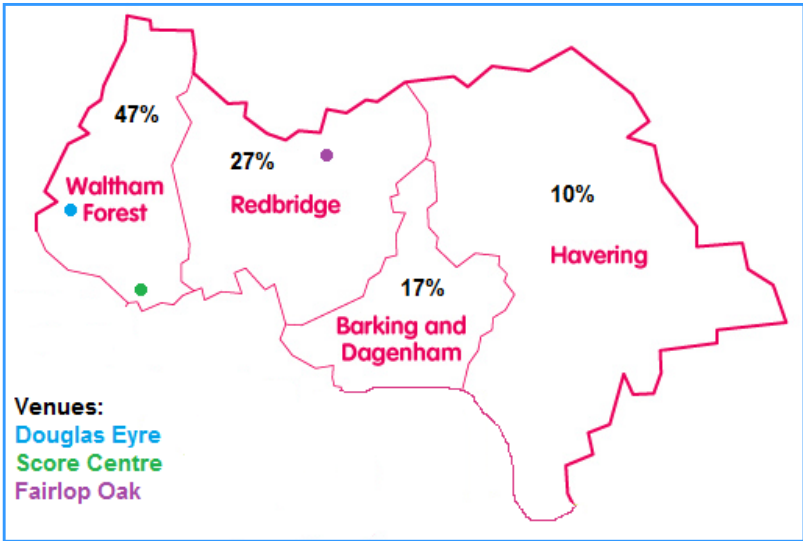 47%
Waltham
Forest
27%
Redbridge
10%
Havering
17%
Barking and
Dagenham
Venues:
Douglas Eyre
Score Centre
Fairlop Oak